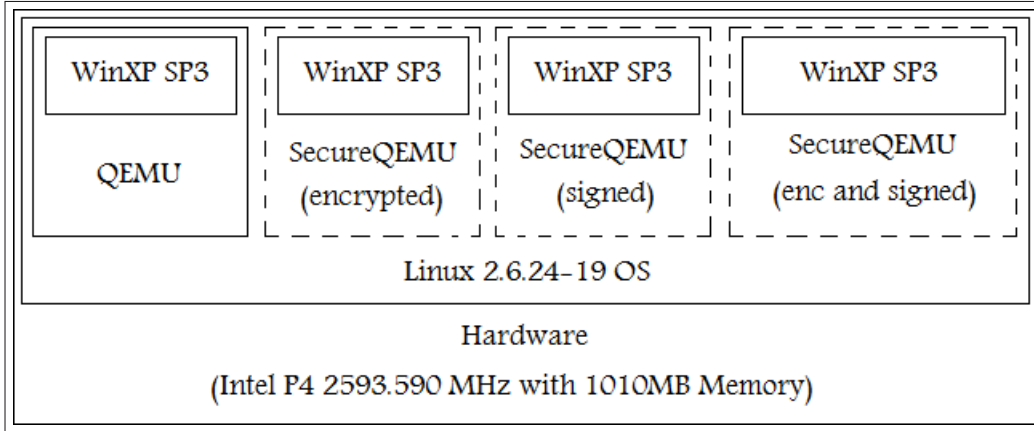 WinXP SP3
QEMU
WinXP SP3
SecureQEMU
(encrypted)
WinXP SP3
SecureQEMU
(signed)
WinXP SP3
SecureQEMU
(enc and signed)
Linux 2.6.24-19 OS
Hardware
(Intel P4 2593.590 MHz with 1010MB Memory)